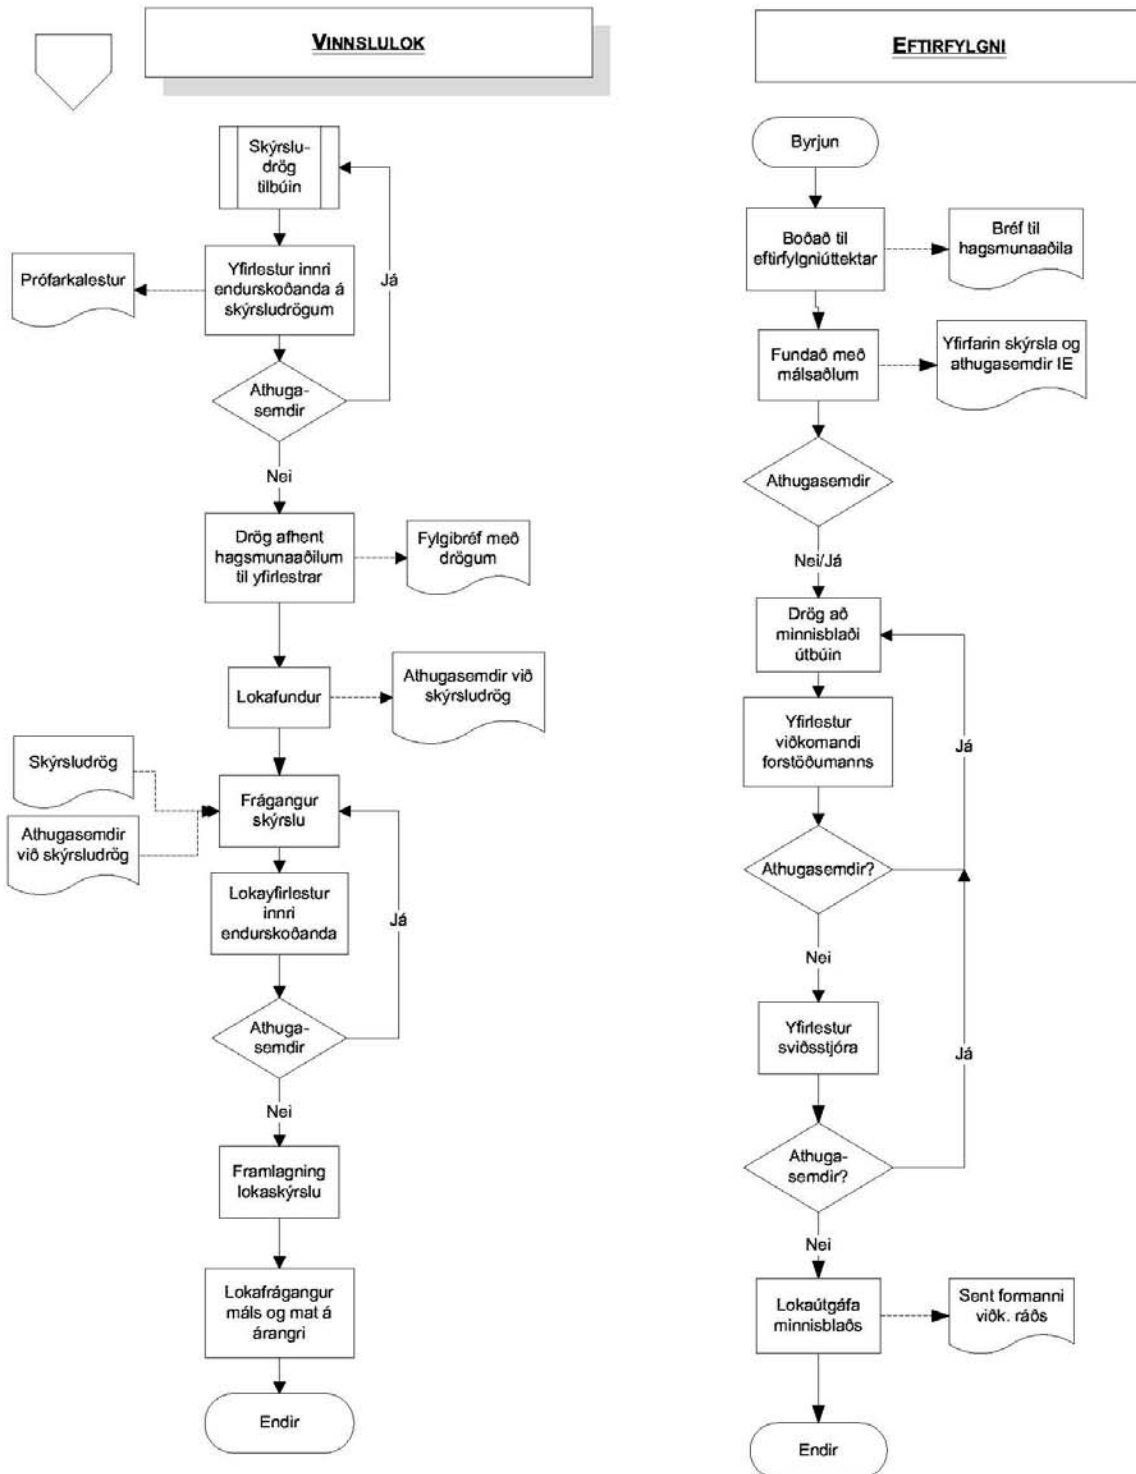 VINNSLULOK
Skýrslu-
drög
tilbúin
Já
Prófarkalestur
Yfirlestur innri
endurskoðanda á
skýrsludrögum
Athuga-
semdir
Nei
Drög afhent
hagsmunaaðilum
til yfirlestrar
Fylgibréf með
drögum
Lokafundur
Athugasemdir við
skýrsludrög
Skýrsludrög
Athugasemdir
við skýrsludrög
Frágangur
skýrslu
Lokayfirlestur
innri
endurskoðanda
Já
Athuga-
semdir
Nei
Framlagning
lokaskýrslu
Lokafrágangur
máls og mat á
árangri
Endir
EFTIRFYLGNI
Byrjun
Boðað til
eftirfylgniúttektar
Bréf til
hagsmunaaðila
Fundað með
málsaðlum
Yfirfarin skýrsla og
athugasemdir IE
Athugasemdir
Nei/Já
Drög að
minnisblaði
útbúin
Yfirlestur
viðkomandi
forstöðumanns
Já
Athugasemdir?
Nei
Yfirlestur
sviðsstjóra
Já
Athuga-
semdir?
Nei
Lokaútgáfa
minnisblaðs
Sent formanni
viðk. ráðs
Endir